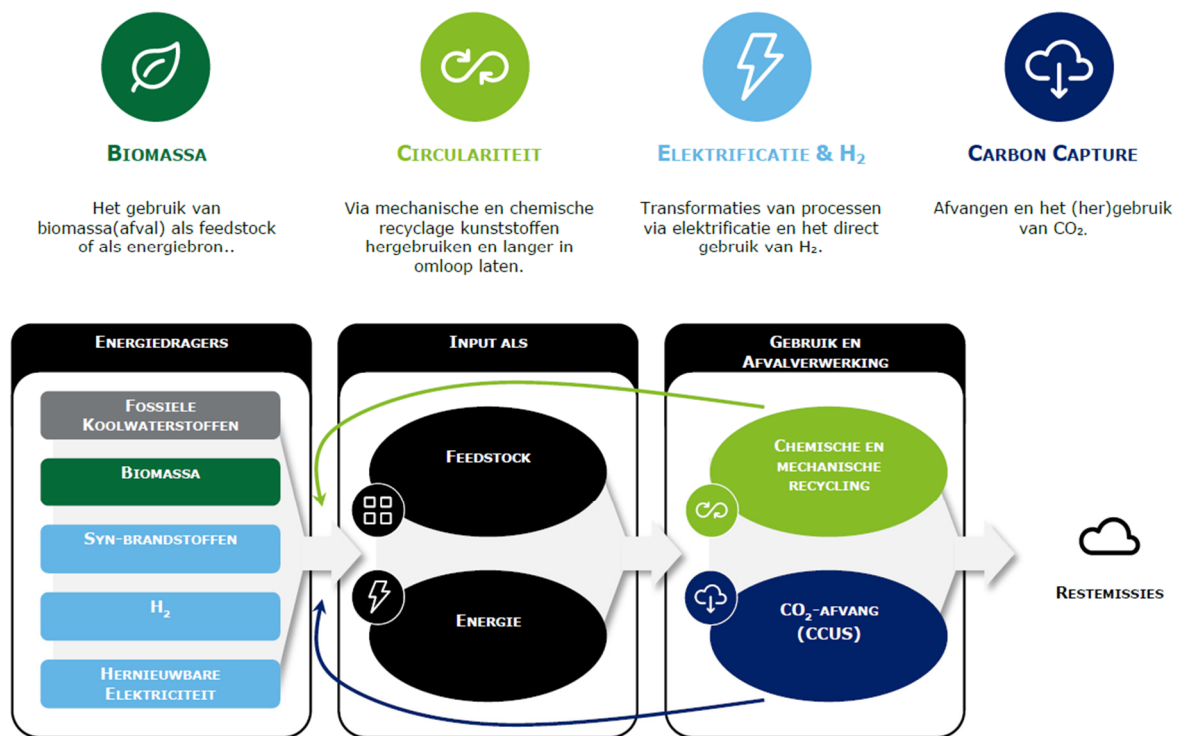 BIOMASSA
Het gebruik van
biomassa(afval) als feedstock
of als energiebron..
CIRCULARITEIT
Via mechanische en chemische
recyclage kunststoffen
hergebruiken en langer in
omloop laten.
ELEKTRIFICATIE & H₂
Transformaties van processen
via elektrificatie en het direct
gebruik van H₂.
CARBON CAPTURE
Afvangen en het (her)gebruik
van CO₂.
ENERGIEDRAGERS
FOSSIELE
KOOLWATERSTOFFEN
BIOMASSA
SYN-BRANDSTOFFEN
H₂
HERNIEUWBARE
ELEKTRICITEIT
INPUT ALS
FEEDSTOCK
ENERGIE
GEBRUIK EN
AFVALVERWERKING
CHEMISCHE EN
MECHANISCHE
RECYCLING
CO₂-AFVANG
(CCUS)
RESTEMISSIES